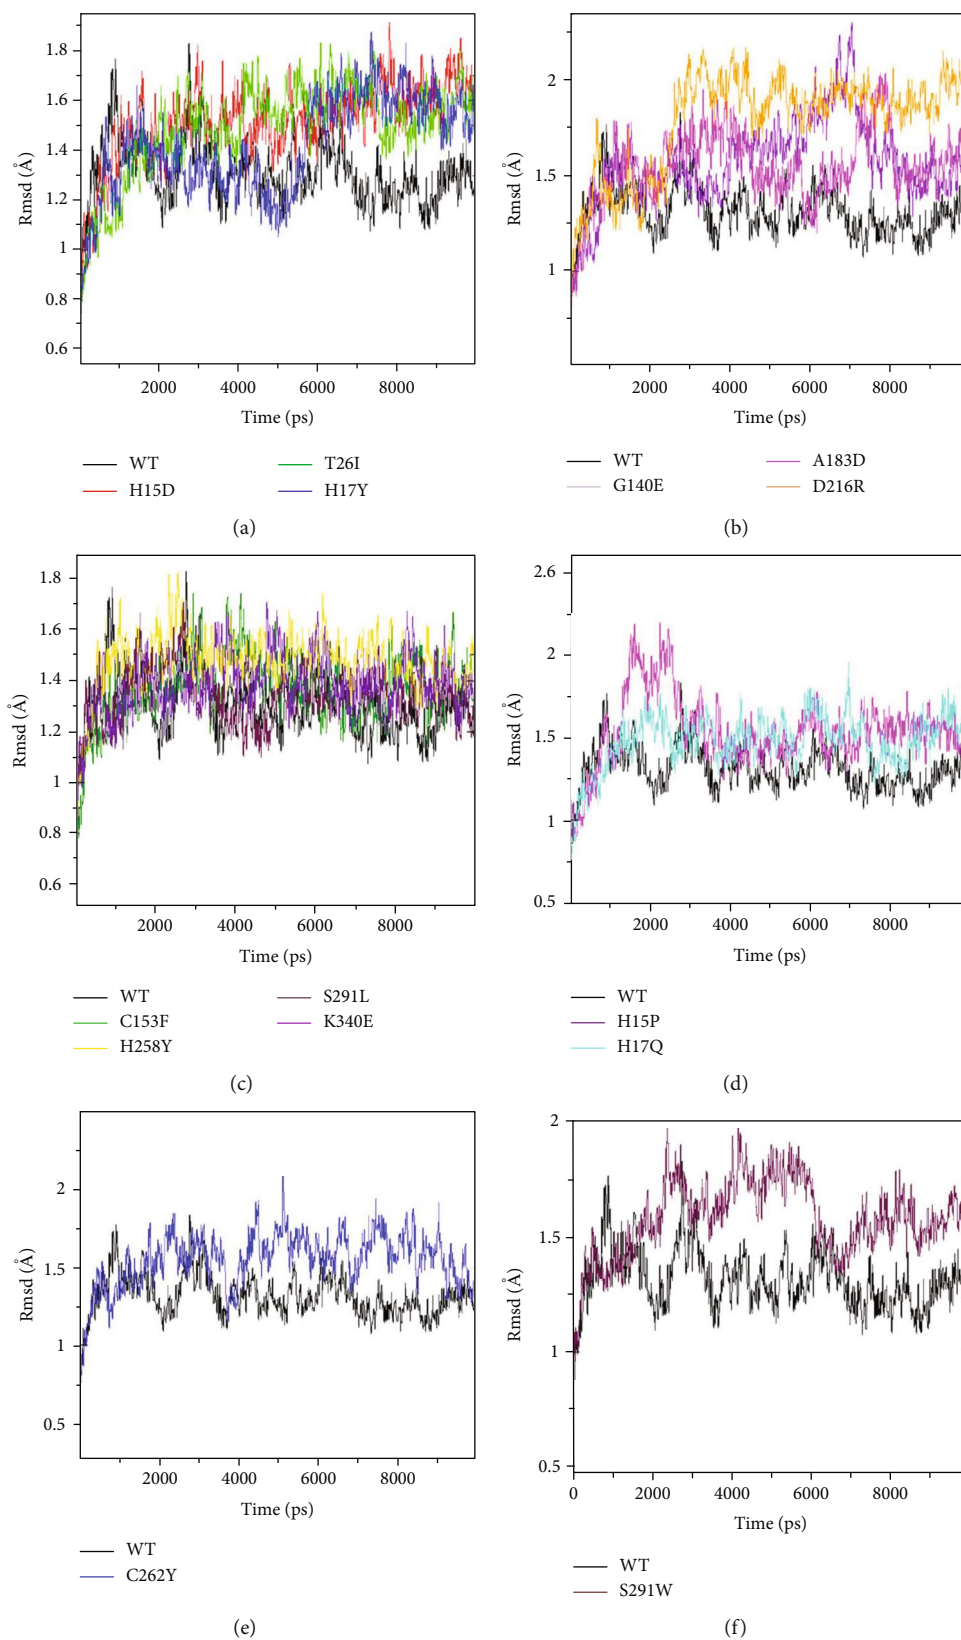 1.8
1.6
1.4
1.2
1
0.8
0.6
Rmsd (Å)
2000 4000 6000 8000
Time (ps)
WT T26I
H15D H17Y
(a)
2
1.5
1
Rmsd (Å)
2000 4000 6000 8000
Time (ps)
WT A183D
G140E D216R
(b)
1.8
1.6
1.4
1.2
1
0.8
0.6
Rmsd (Å)
2000 4000 6000 8000
Time (ps)
WT S291L
C153F K340E
H258Y
(c)
2.6
2
1.5
1
0.5
Rmsd (Å)
2000 4000 6000 8000
Time (ps)
WT
H15P
H17Q
(d)
2
1.5
1
0.5
Rmsd (Å)
2000 4000 6000 8000
Time (ps)
WT
C262Y
(e)
2
1.5
1
0.5
Rmsd (Å)
0 2000 4000 6000 8000
Time (ps)
WT
S291W
(f)